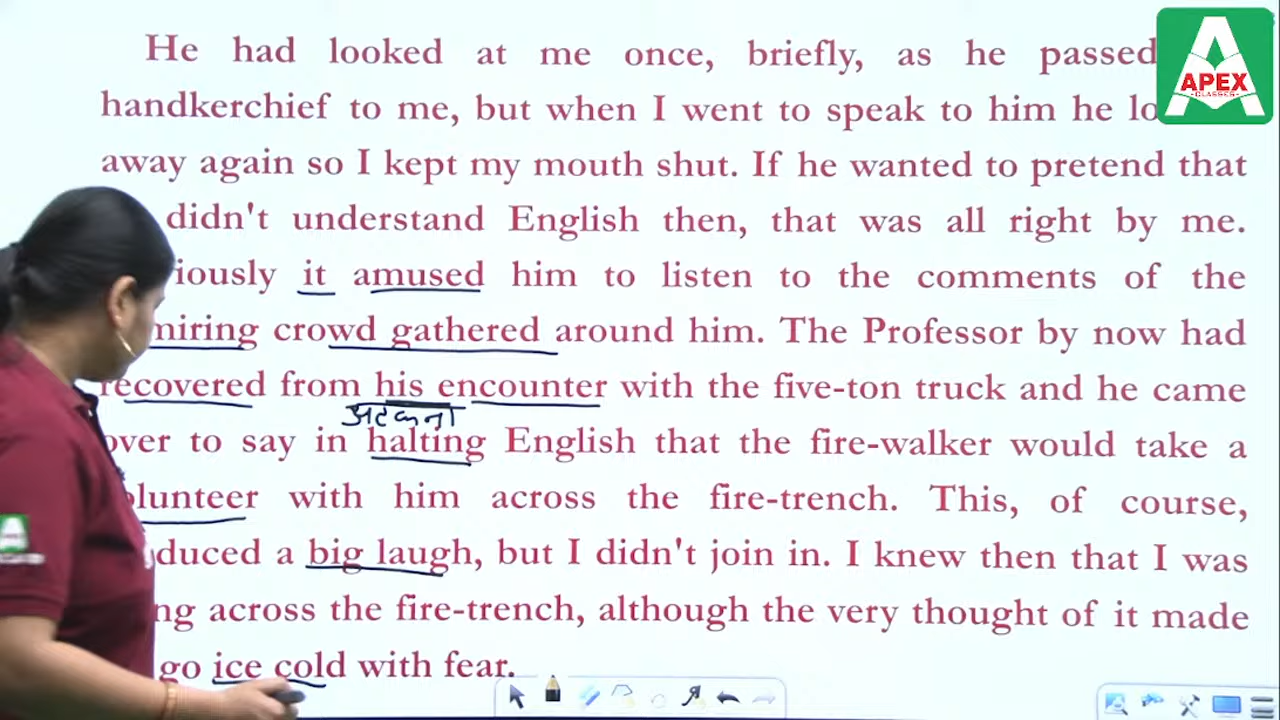 He had looked at me once, briefly, as he passed
handkerchief to me, but when I went to speak to him he lo
away again so I kept my mouth shut. If he wanted to pretend that
didn't understand English then, that was all right by me.
iously it amused him to listen to the comments of the
miring crowd gathered around him. The Professor by now had
recovered from his encounter with the five-ton truck and he came
अटकना
over to say in halting English that the fire-walker would take a
olunteer with him across the fire-trench. This, of course,
duced a big laugh, but I didn't join in. I knew then that I was
ng across the fire-trench, although the very thought of it made
go ice cold with fear.
APEX
CLASSES